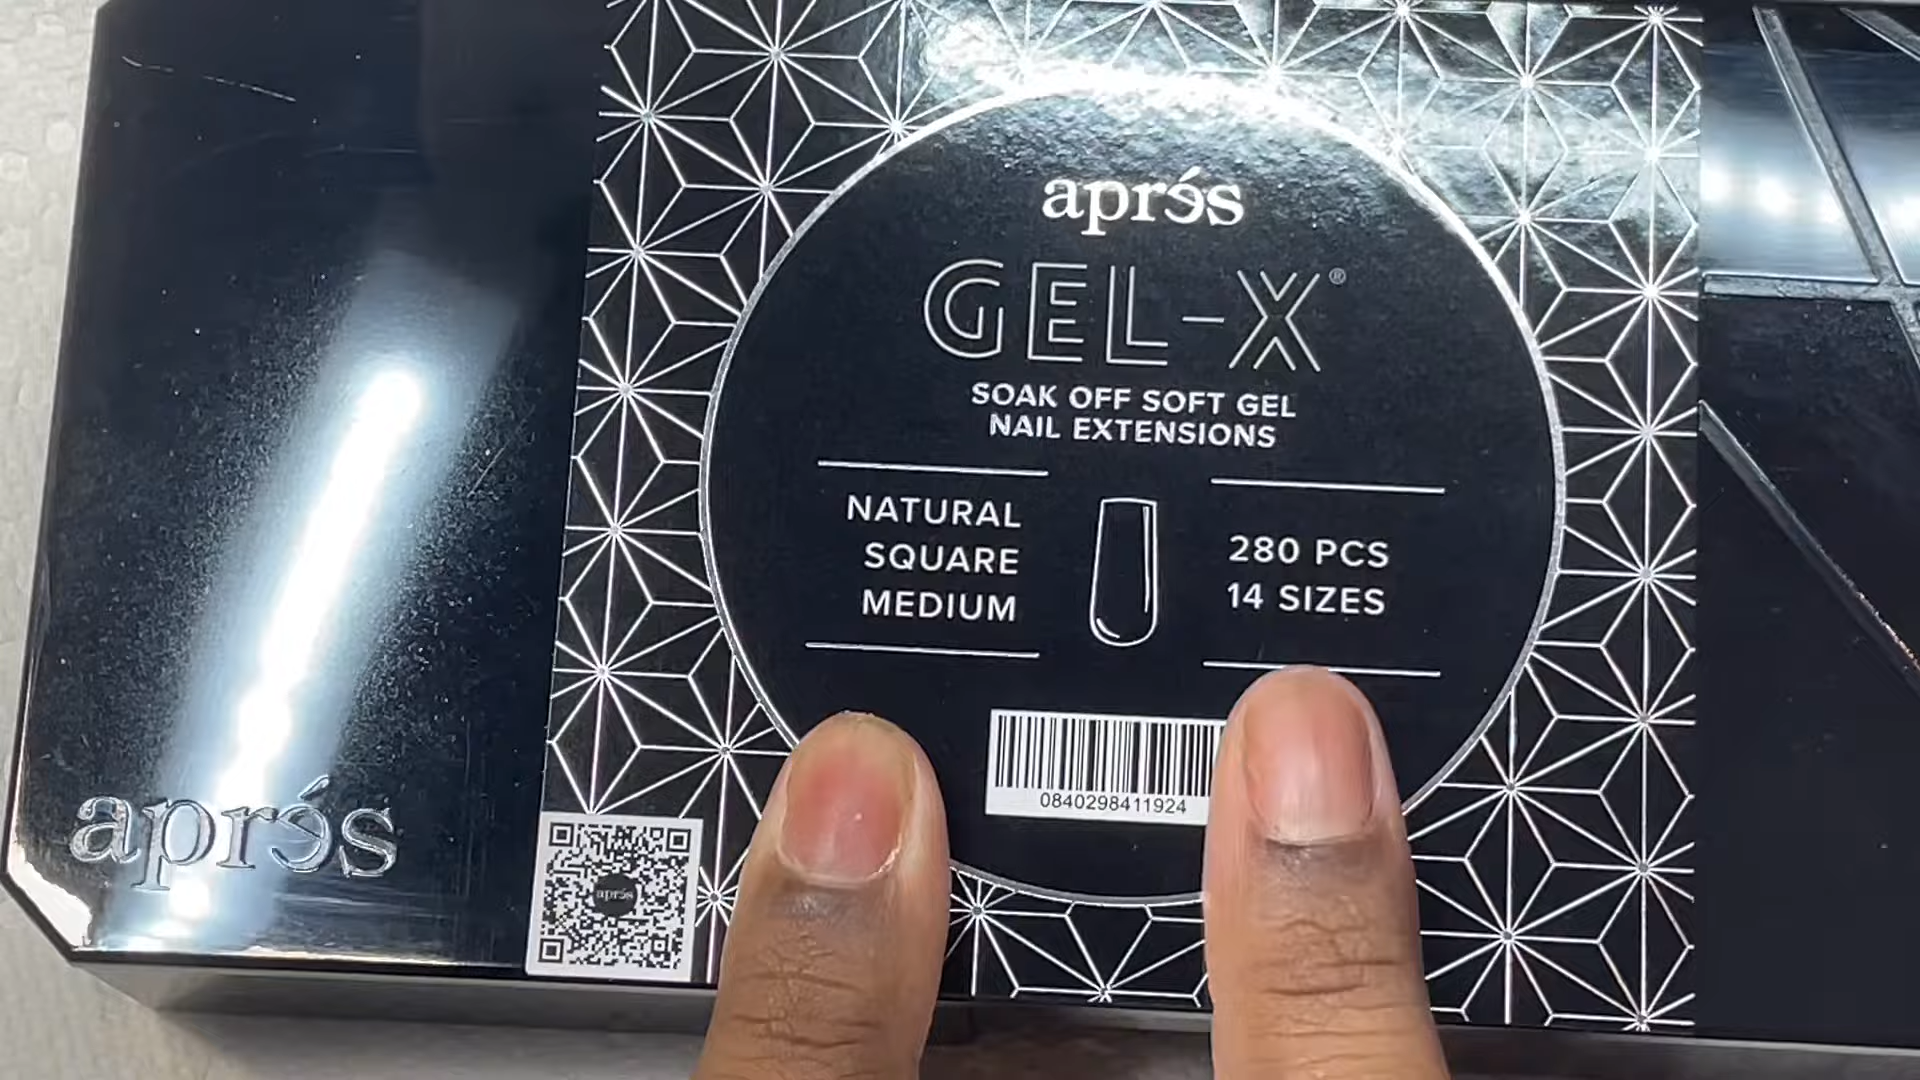 aprés
GEL-X®
SOAK OFF SOFT GEL
NAIL EXTENSIONS
NATURAL
SQUARE
MEDIUM
280 PCS
14 SIZES
0840298411924
aprés
aprés